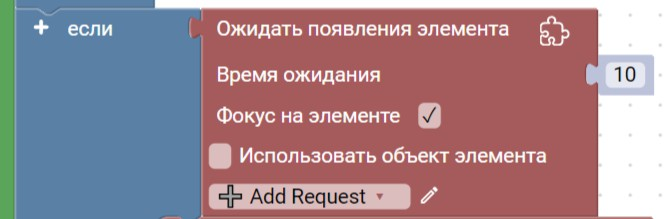 если Ожидать появления элемента
Время ожидания 10
Фокус на элементе
Использовать объект элемента
Add Request